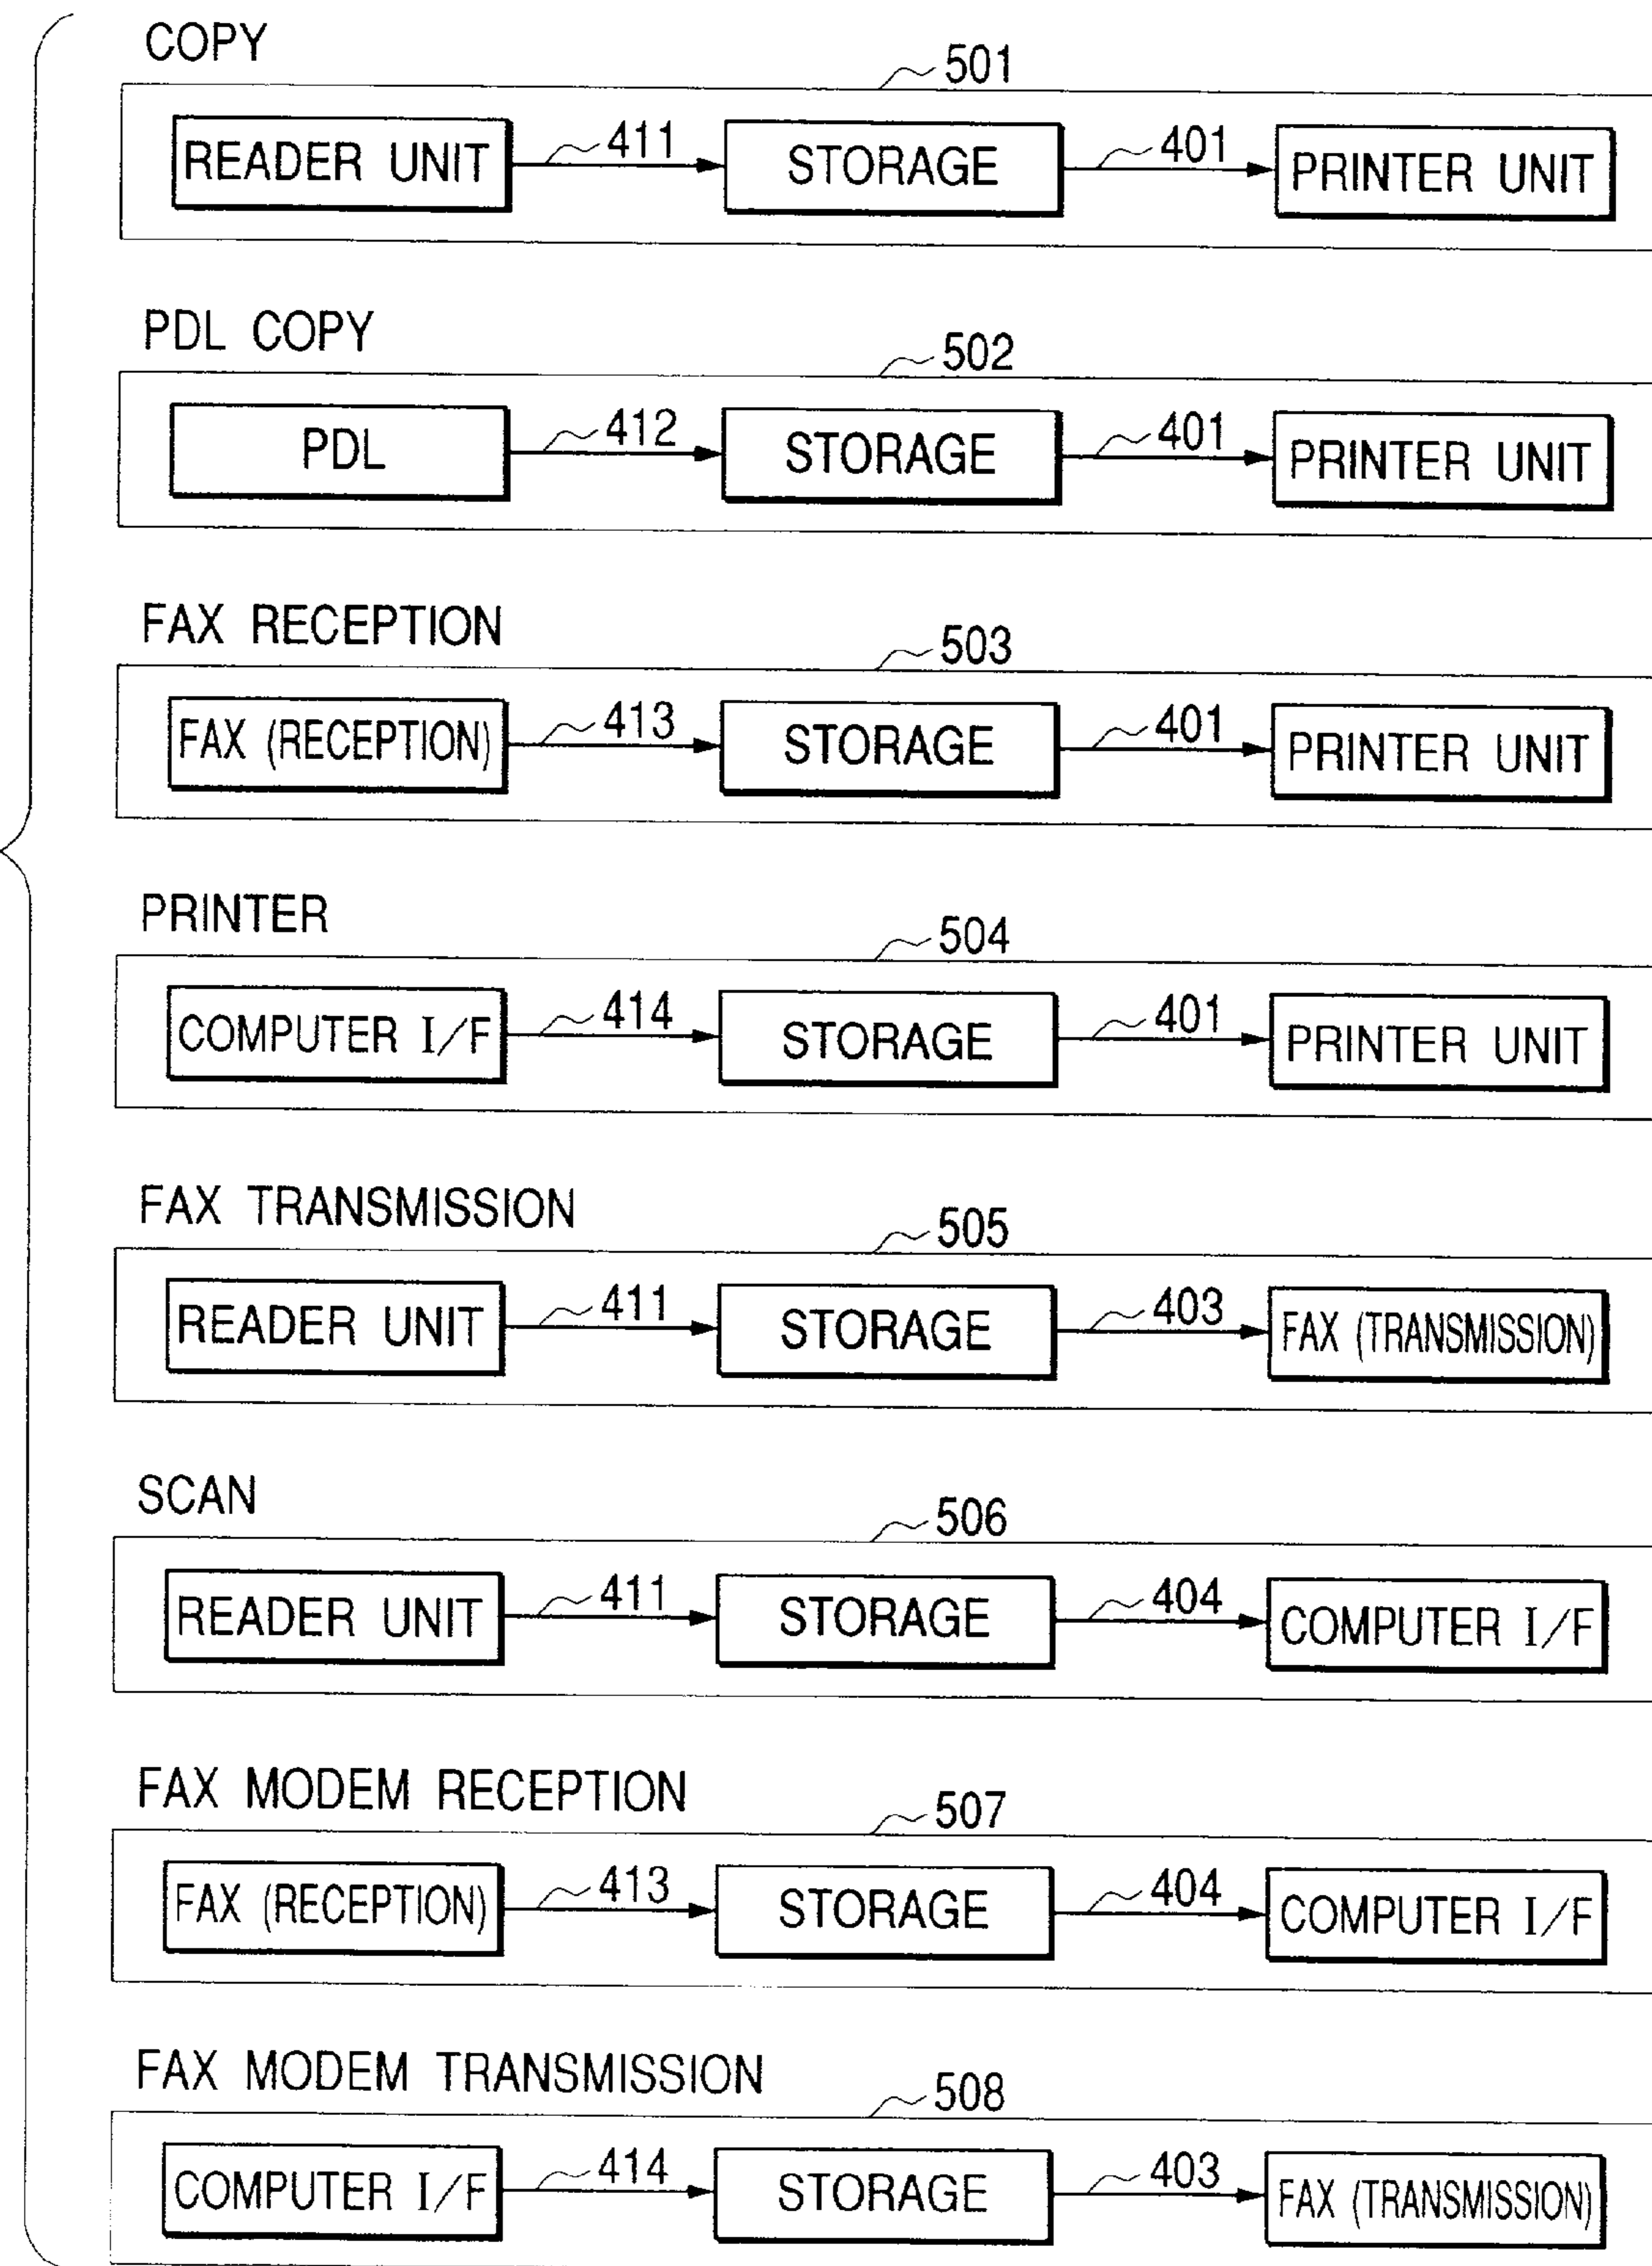 COPY
501
READER UNIT 411 STORAGE 401 PRINTER UNIT
PDL COPY
502
PDL 412 STORAGE 401 PRINTER UNIT
FAX RECEPTION
503
FAX (RECEPTION) 413 STORAGE 401 PRINTER UNIT
PRINTER
504
COMPUTER I/F 414 STORAGE 401 PRINTER UNIT
FAX TRANSMISSION
505
READER UNIT 411 STORAGE 403 FAX (TRANSMISSION)
SCAN
506
READER UNIT 411 STORAGE 404 COMPUTER I/F
FAX MODEM RECEPTION
507
FAX (RECEPTION) 413 STORAGE 404 COMPUTER I/F
FAX MODEM TRANSMISSION
508
COMPUTER I/F 414 STORAGE 403 FAX (TRANSMISSION)